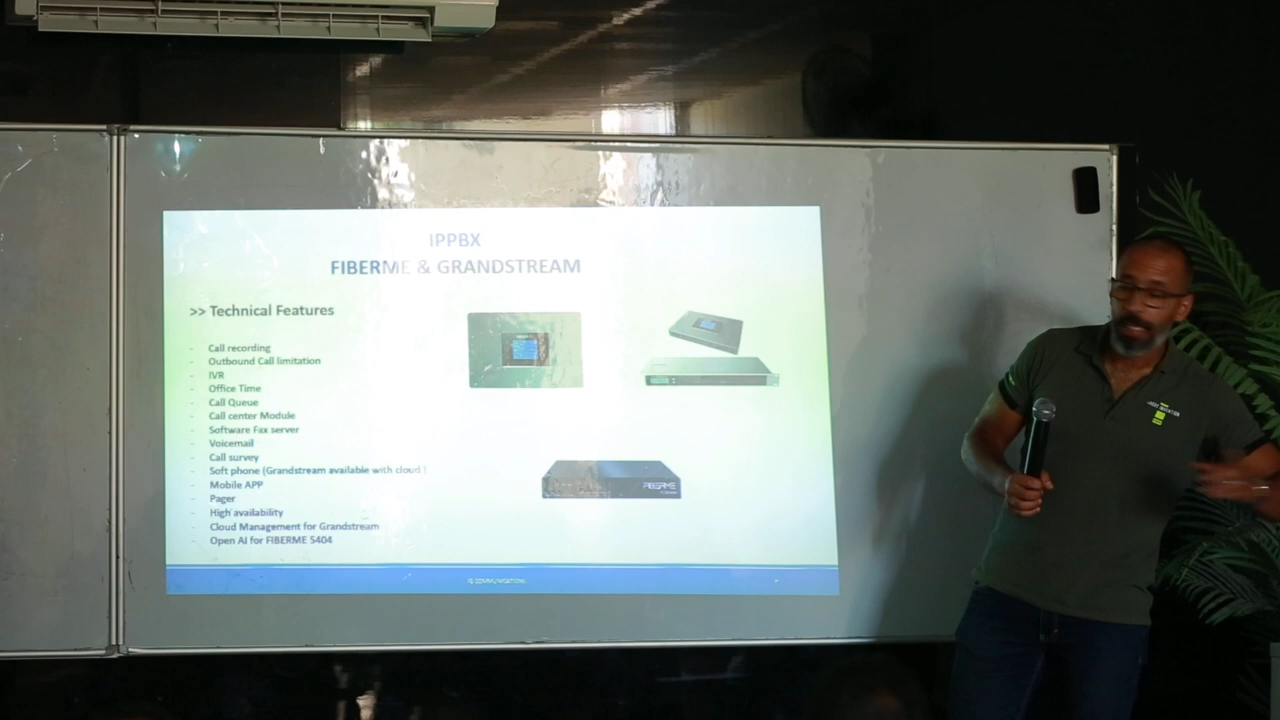 IPPBX
FIBERME & GRANDSTREAM
>> Technical Features
- Call recording
- Outbound Call limitation
- IVR
- Office Time
- Call Queue
- Call center Module
- Software Fax server
- Voicemail
- Call survey
- Soft phone (Grandstream available with cloud )
- Mobile APP
- Pager
- High availability
- Cloud Management for Grandstream
- Open AI for FIBERME S404
FIBERME